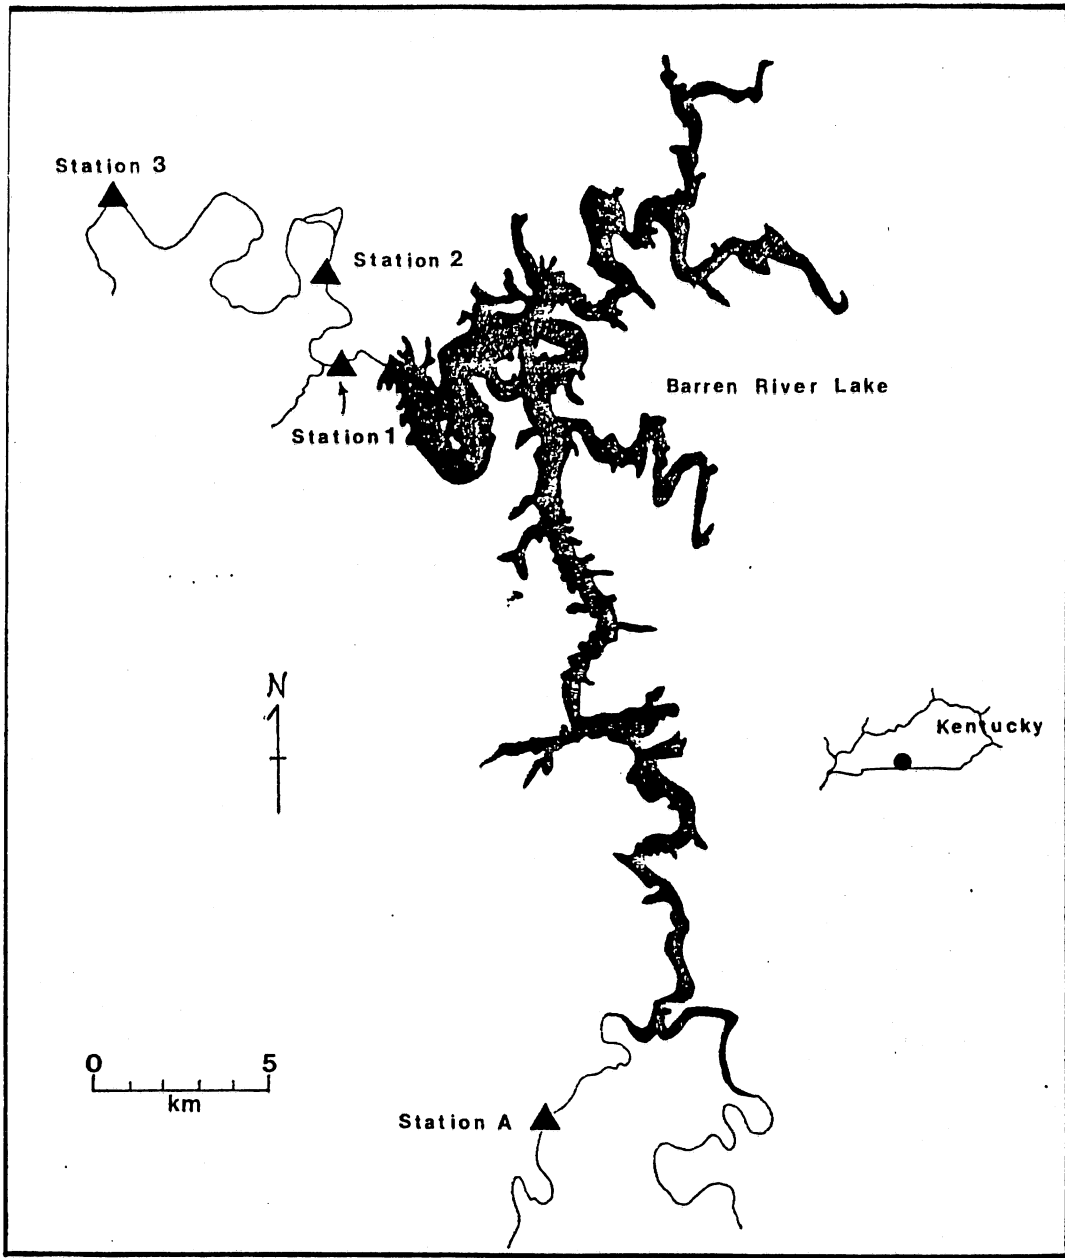 Station 3
Station 2
Barren River Lake
Station 1
N
Kentucky
0 5
km
Station A